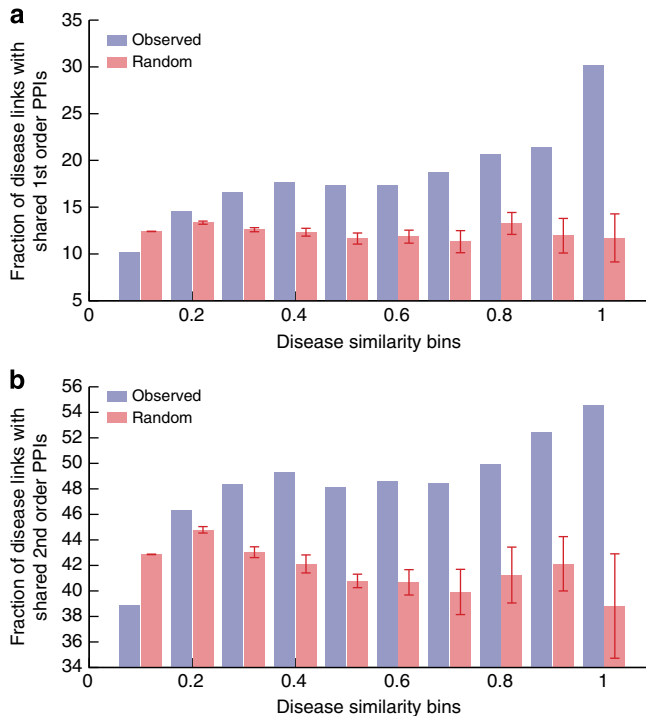 a
Observed
Random
Fraction of disease links with
shared 1st order PPIs
35
30
25
20
15
10
5
0
0.2
0.4
0.6
0.8
1
Disease similarity bins
b
Observed
Random
Fraction of disease links with
shared 2nd order PPIs
56
54
52
50
48
46
44
42
40
38
36
34
0
0.2
0.4
0.6
0.8
1
Disease similarity bins